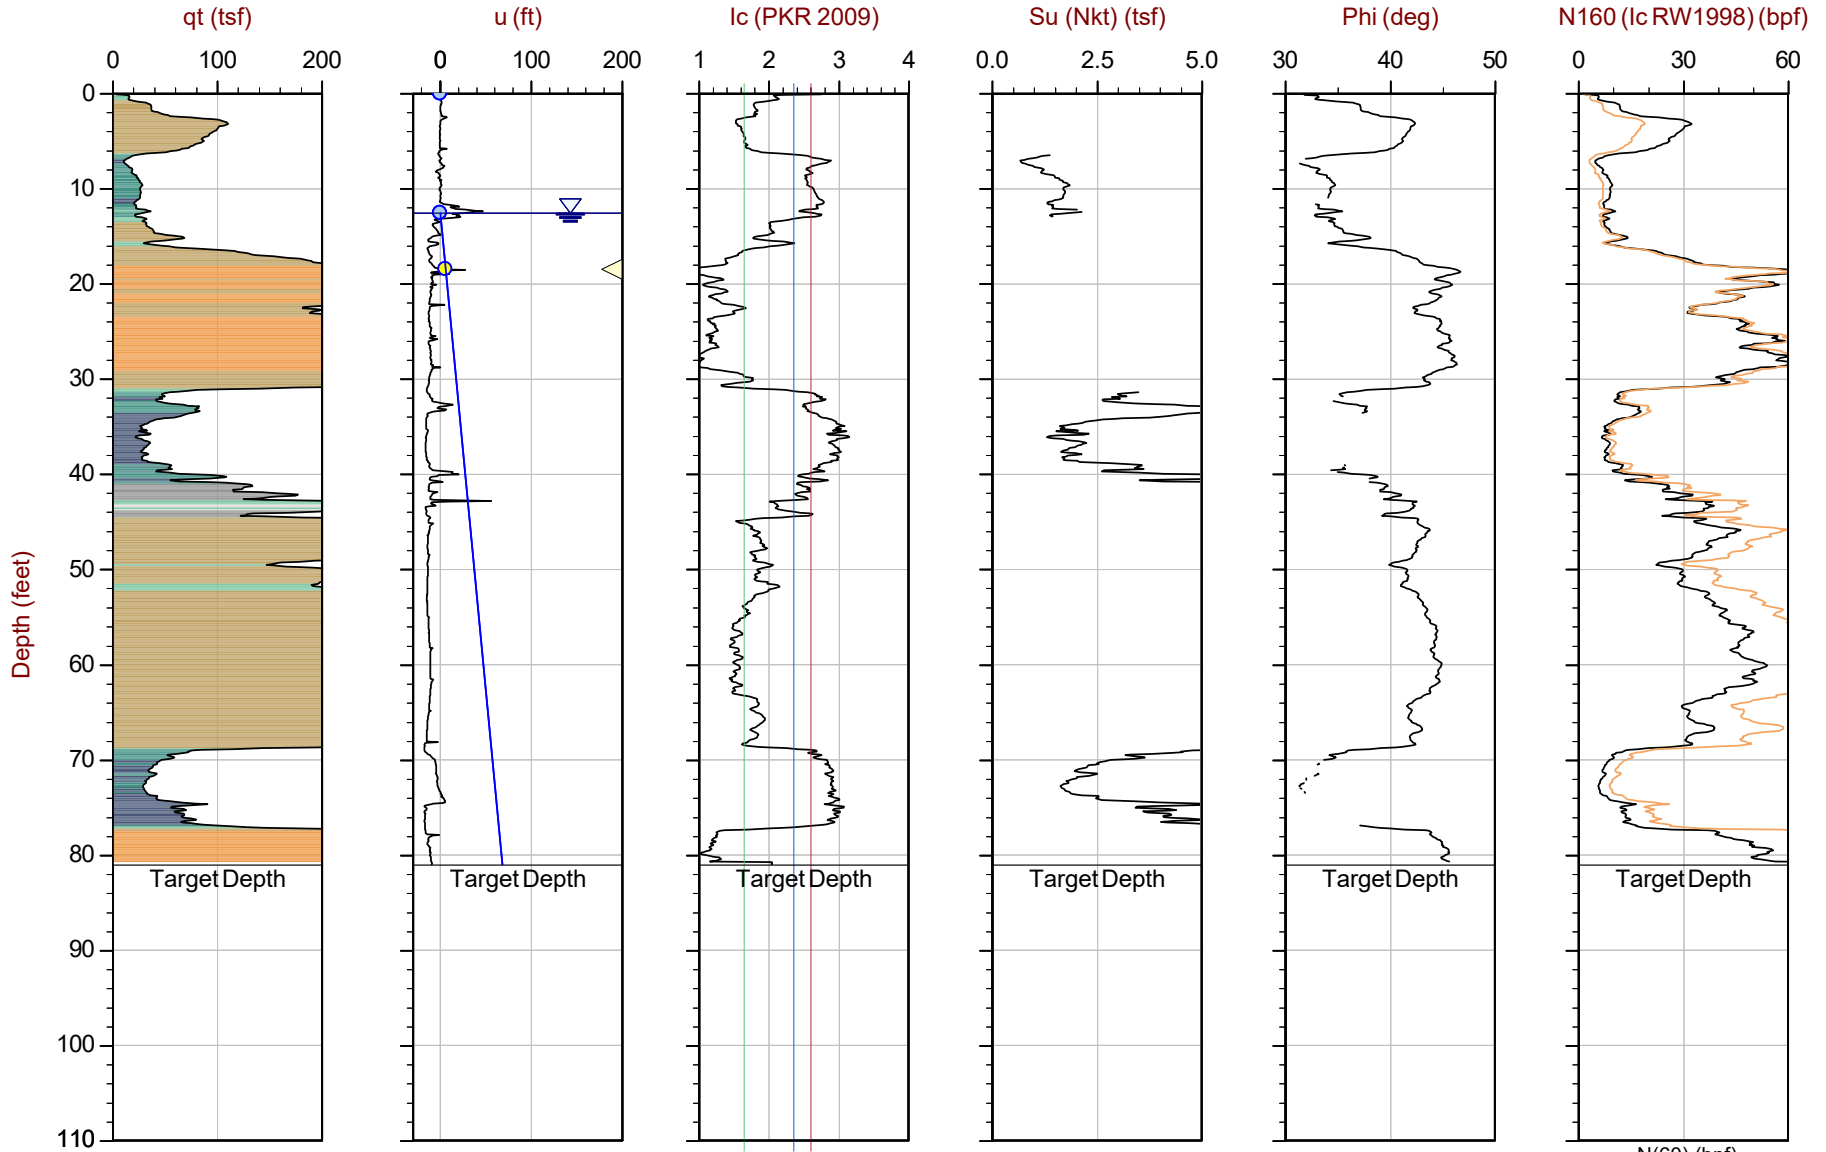 qt (tsf) u (ft) Ic (PKR 2009) Su (Nkt) (tsf) Phi (deg) N160 (Ic RW1998) (bpf)
0 100 200 0 100 200 1 2 3 4 0.0 2.5 5.0 30 40 50 0 30 60
0
10
20
30
40
50
60
70
80
Target Depth Target Depth Target Depth Target Depth Target Depth Target Depth
90
100
110
Depth (feet)
N(60) (bpf)